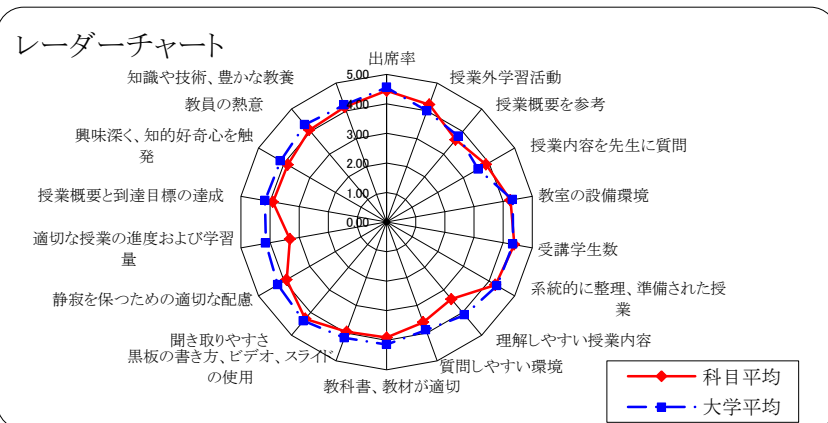 レーダーチャート
出席率
授業外学習活動
授業概要を参考
授業内容を先生に質問
教室の設備環境
受講学生数
系統的に整理、準備された授
業
理解しやすい授業内容
質問しやすい環境
教科書、教材が適切
黒板の書き方、ビデオ、スライド
の使用
聞き取りやすさ
静寂を保つための適切な配慮
適切な授業の進度および学習
量
授業概要と到達目標の達成
興味深く、知的好奇心を触
発
教員の熱意
知識や技術、豊かな教養
5.00
4.00
3.00
2.00
1.00
0.00
科目平均
大学平均